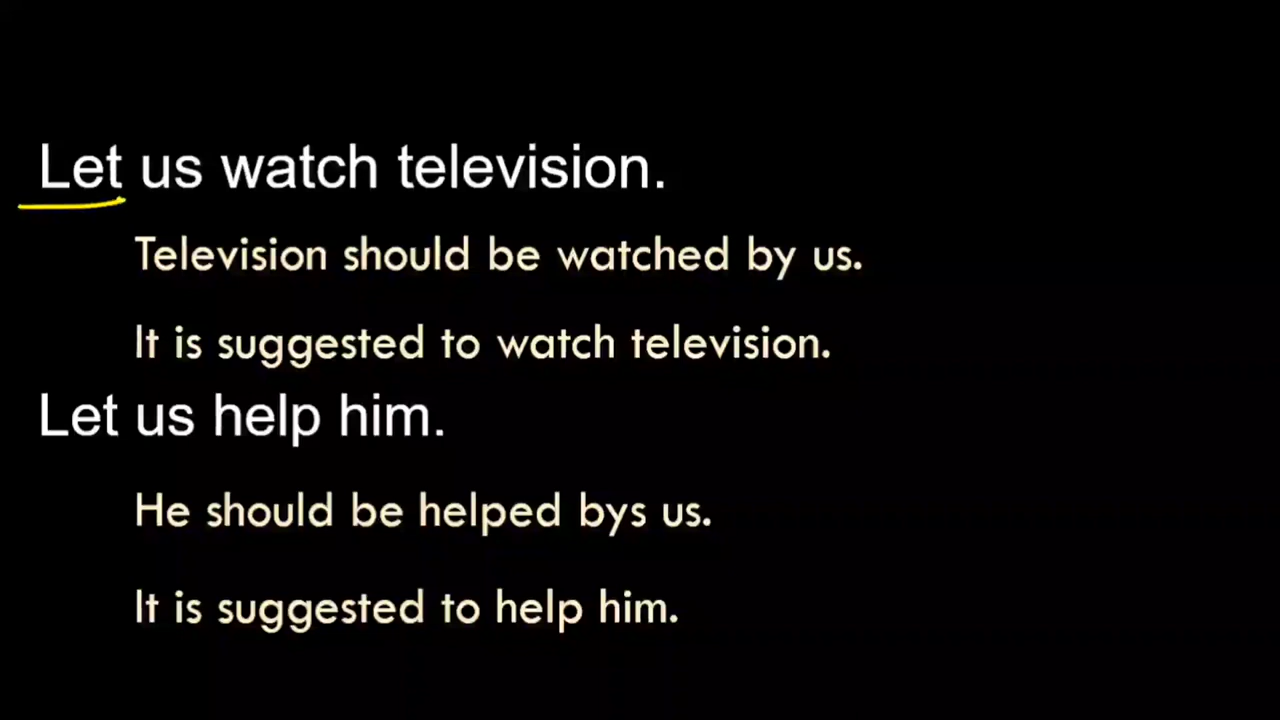 Let us watch television.
Television should be watched by us.
It is suggested to watch television.
Let us help him.
He should be helped bys us.
It is suggested to help him.